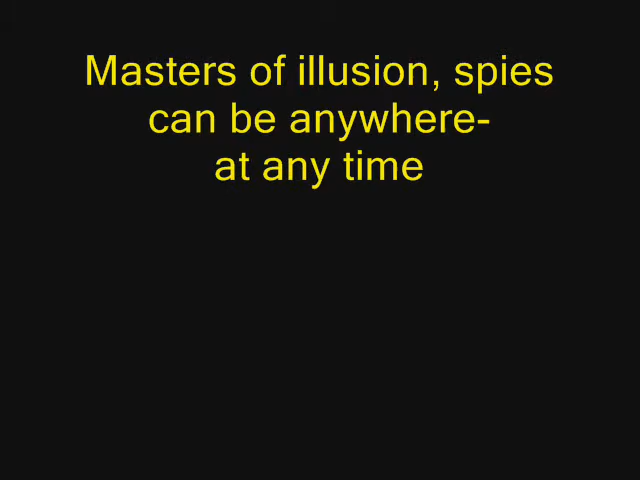 Masters of illusion, spies
can be anywhere-
at any time